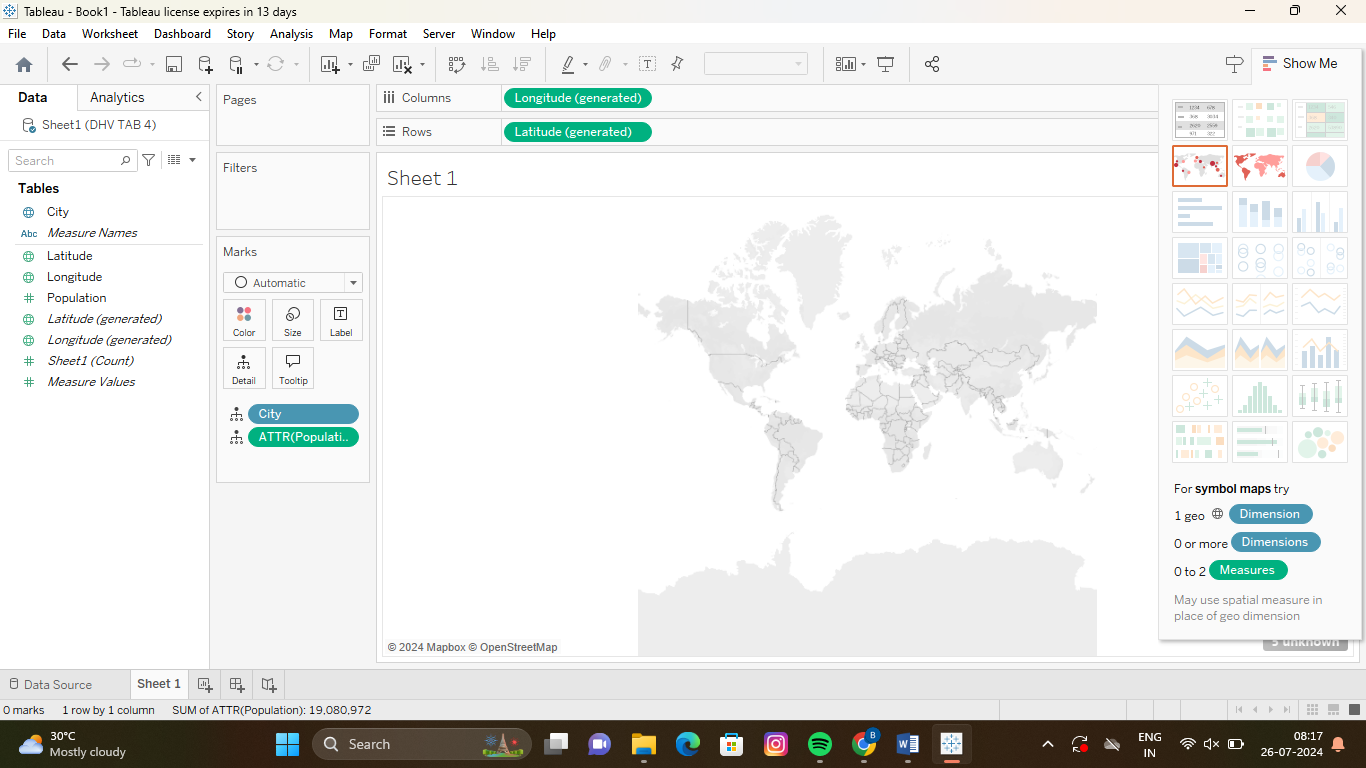 Tableau - Book1 - Tableau license expires in 13 days
File Data Worksheet Dashboard Story Analysis Map Format Server Window Help
Show Me
Data Analytics
Sheet1 (DHV TAB 4)
Search
Tables
City
Abc Measure Names
Latitude
Longitude
Population
Latitude (generated)
Longitude (generated)
Sheet1 (Count)
Measure Values
Pages
Filters
Marks
Automatic
Color Size Label
Detail Tooltip
City
ATTR(Populati..
Columns Longitude (generated)
Rows Latitude (generated)
Sheet 1
© 2024 Mapbox © OpenStreetMap
For symbol maps try
1 geo Dimension
0 or more Dimensions
0 to 2 Measures
May use spatial measure in
place of geo dimension
unknown
Data Source Sheet 1
0 marks 1 row by 1 column SUM of ATTR(Population): 19,080,972
30°C
Mostly cloudy
Search
B
ENG
IN
08:17
26-07-2024